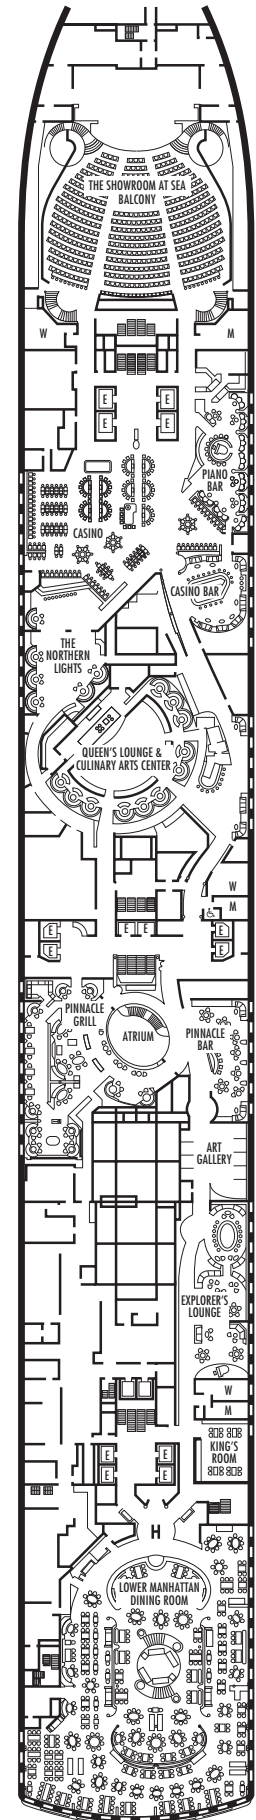 THE SHOWROOM AT SEA
BALCONY
W
M
E
E
E
E
PIANO
BAR
CASINO
CASINO BAR
THE
NORTHERN
LIGHTS
QUEEN'S LOUNGE &
CULINARY ARTS CENTER
W
M
E
E
E
E
E
E
PINNACLE
GRILL
ATRIUM
PINNACLE
BAR
ART
GALLERY
EXPLORER'S
LOUNGE
W
M
KING'S
ROOM
E
E
E
E
H
LOWER MANHATTAN
DINING ROOM